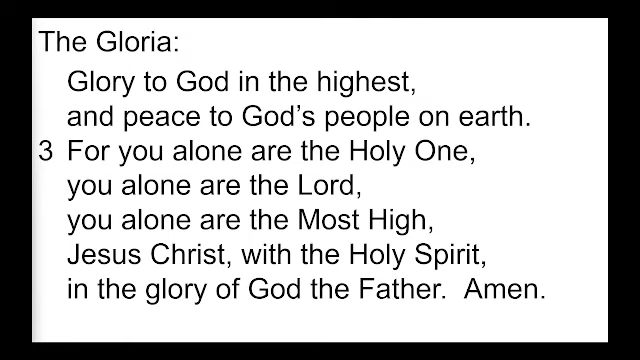 The Gloria:
Glory to God in the highest,
and peace to God’s people on earth.
3 For you alone are the Holy One,
you alone are the Lord,
you alone are the Most High,
Jesus Christ, with the Holy Spirit,
in the glory of God the Father.  Amen.